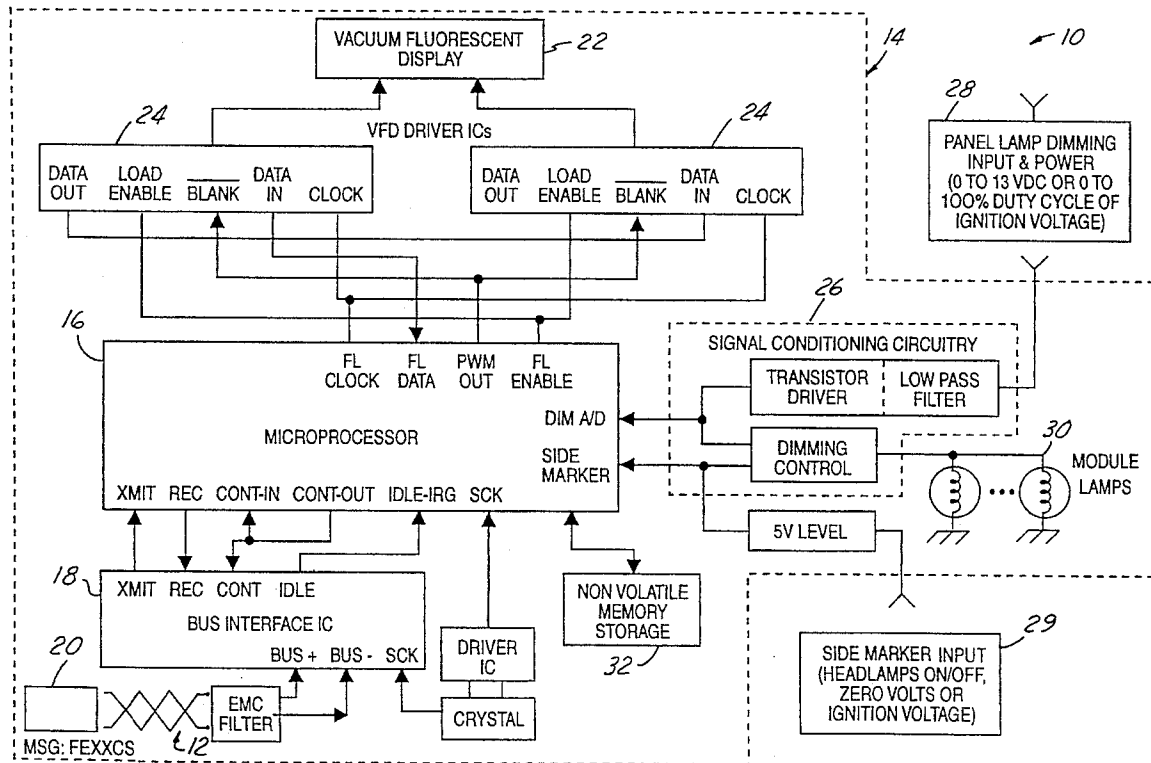 VACUUM FLUORESCENT
DISPLAY
22
14
10
24
VFD DRIVER ICs
24
28
DATA OUT
LOAD ENABLE
BLANK
DATA IN
CLOCK
DATA OUT
LOAD ENABLE
BLANK
DATA IN
CLOCK
PANEL LAMP DIMMING
INPUT & POWER
(0 TO 13 VDC OR 0 TO
100% DUTY CYCLE OF
IGNITION VOLTAGE)
16
26
FL CLOCK
FL DATA
PWM OUT
FL ENABLE
SIGNAL CONDITIONING CIRCUITRY
TRANSISTOR
DRIVER
LOW PASS
FILTER
DIM A/D
MICROPROCESSOR
SIDE
MARKER
DIMMING
CONTROL
30
MODULE
LAMPS
XMIT REC CONT-IN CONT-OUT IDLE-IRG SCK
5V LEVEL
18
XMIT REC CONT IDLE
BUS INTERFACE IC
BUS + BUS - SCK
DRIVER
IC
CRYSTAL
NON VOLATILE
MEMORY
STORAGE
32
29
SIDE MARKER INPUT
(HEADLAMPS ON/OFF,
ZERO VOLTS OR
IGNITION VOLTAGE)
20
EMC
FILTER
MSG: FEXXCS
12